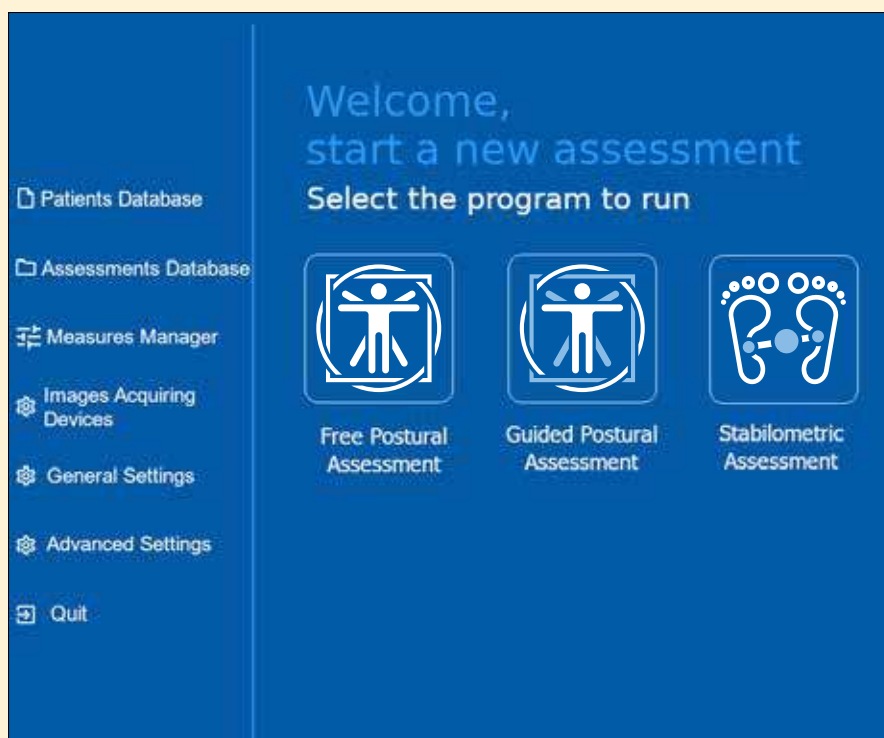 Welcome,
start a new assessment
Select the program to run
Patients Database
Assessments Database
Measures Manager
Images Acquiring
Devices
General Settings
Advanced Settings
Quit
Free Postural
Assessment
Guided Postural
Assessment
Stabilometric
Assessment